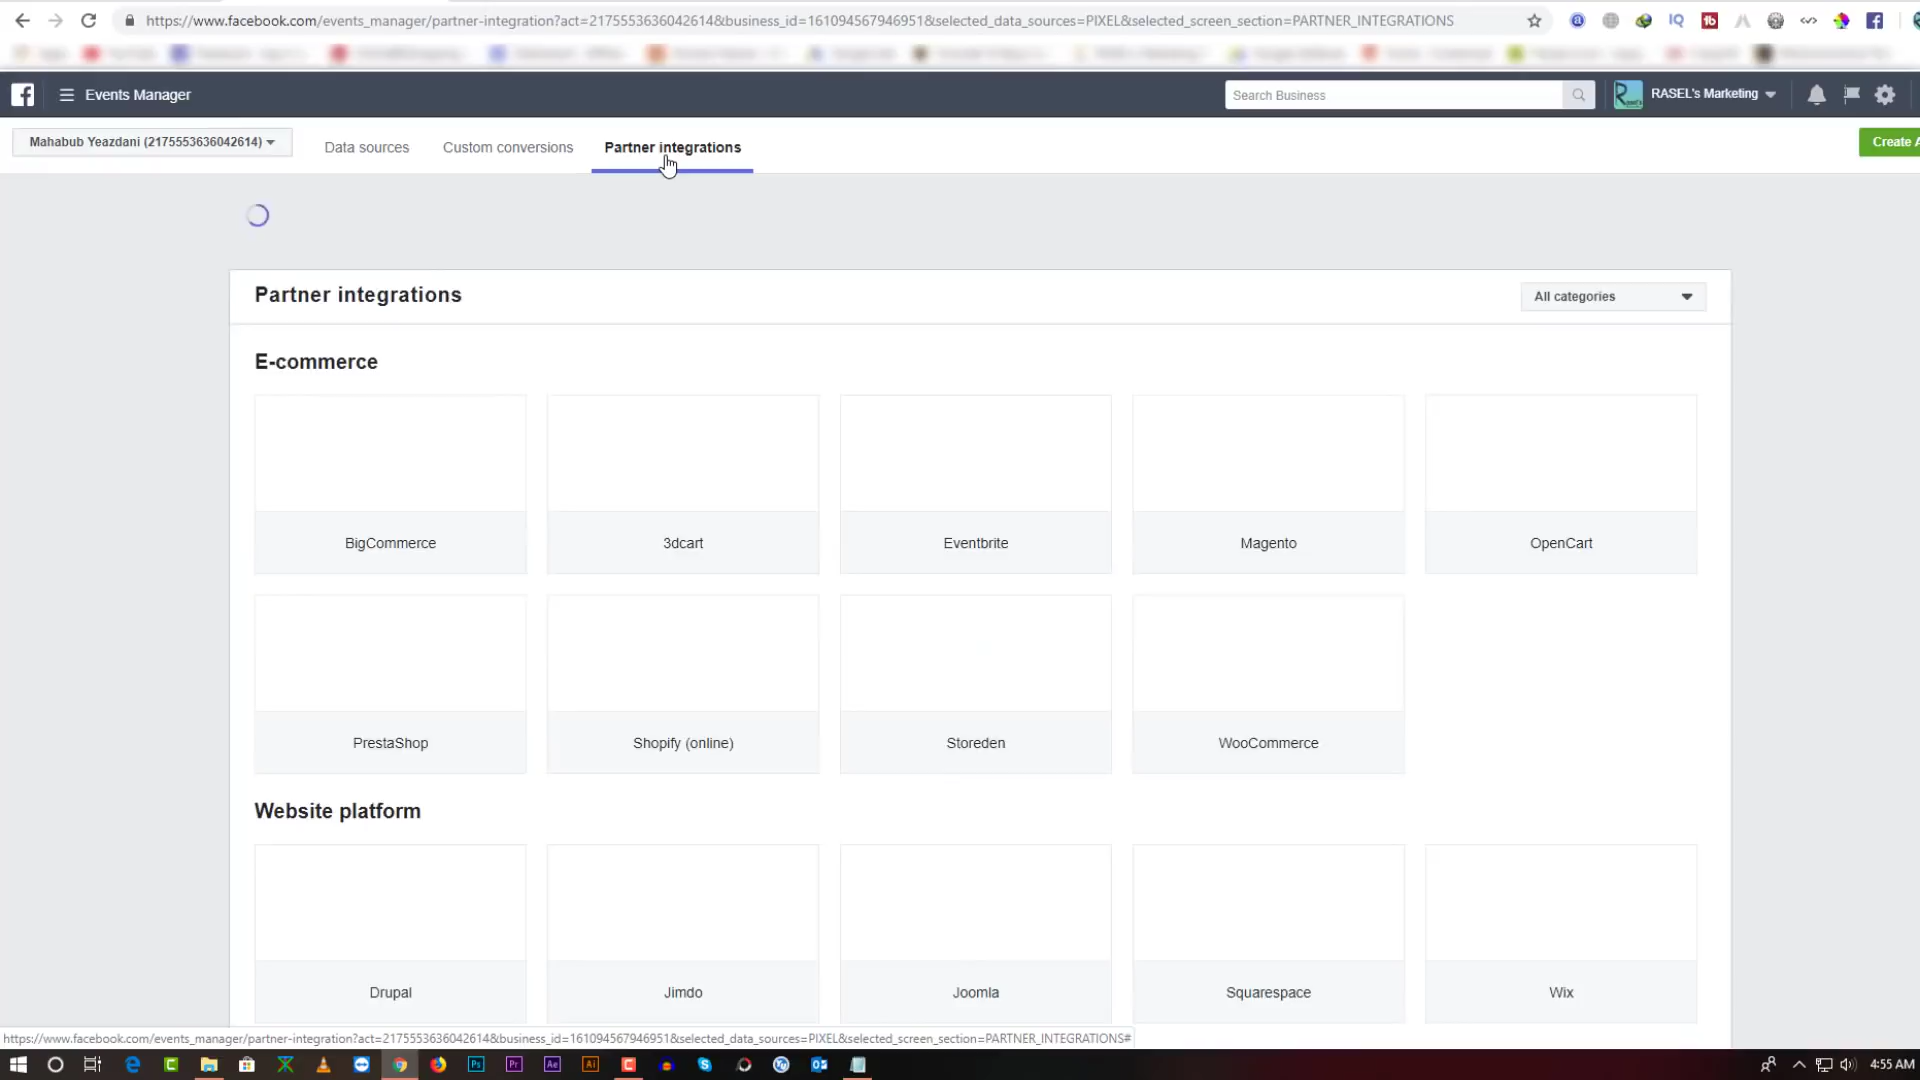 https://www.facebook.com/events_manager/partner-integration?act=2175553636042614&business_id=161094567946951&selected_data_sources=PIXEL&selected_screen_section=PARTNER_INTEGRATIONS
Events Manager
Search Business
RASEL's Marketing
Mahabub Yeazdani (2175553636042614)
Data sources
Custom conversions
Partner integrations
Create A
Partner integrations
All categories
E-commerce
BigCommerce
3dcart
Eventbrite
Magento
OpenCart
PrestaShop
Shopify (online)
Storeden
WooCommerce
Website platform
Drupal
Jimdo
Joomla
Squarespace
Wix
https://www.facebook.com/events_manager/partner-integration?act=2175553636042614&business_id=161094567946951&selected_data_sources=PIXEL&selected_screen_section=PARTNER_INTEGRATIONS#
4:55 AM